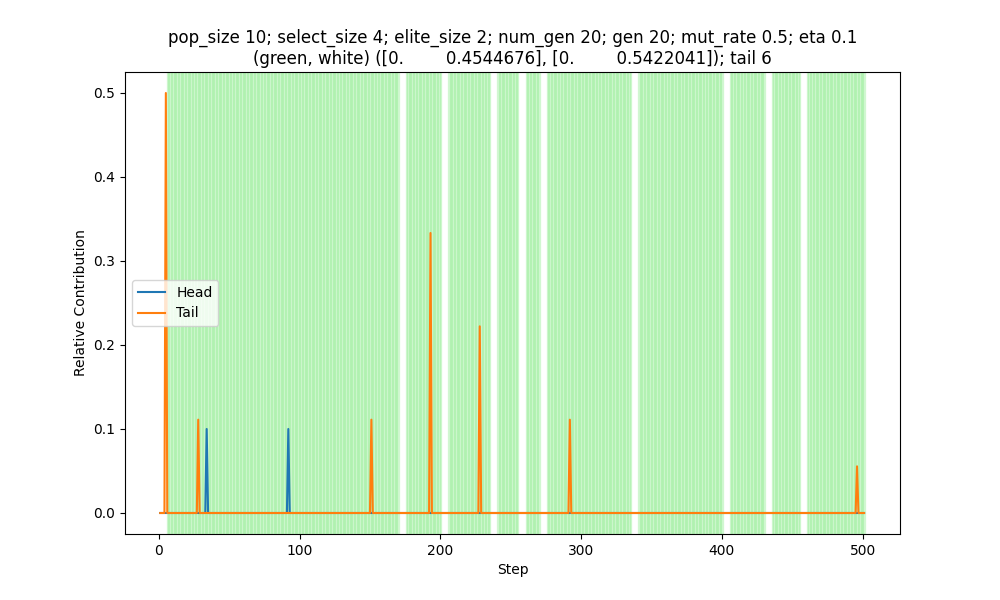 pop_size 10; select_size 4; elite_size 2; num_gen 20; gen 20; mut_rate 0.5; eta 0.1
(green, white) ([0. 0.4544676], [0. 0.5422041]); tail 6
0.5
0.4
0.3
0.2
0.1
0.0
Relative Contribution
Head
Tail
0 100 200 300 400 500
Step